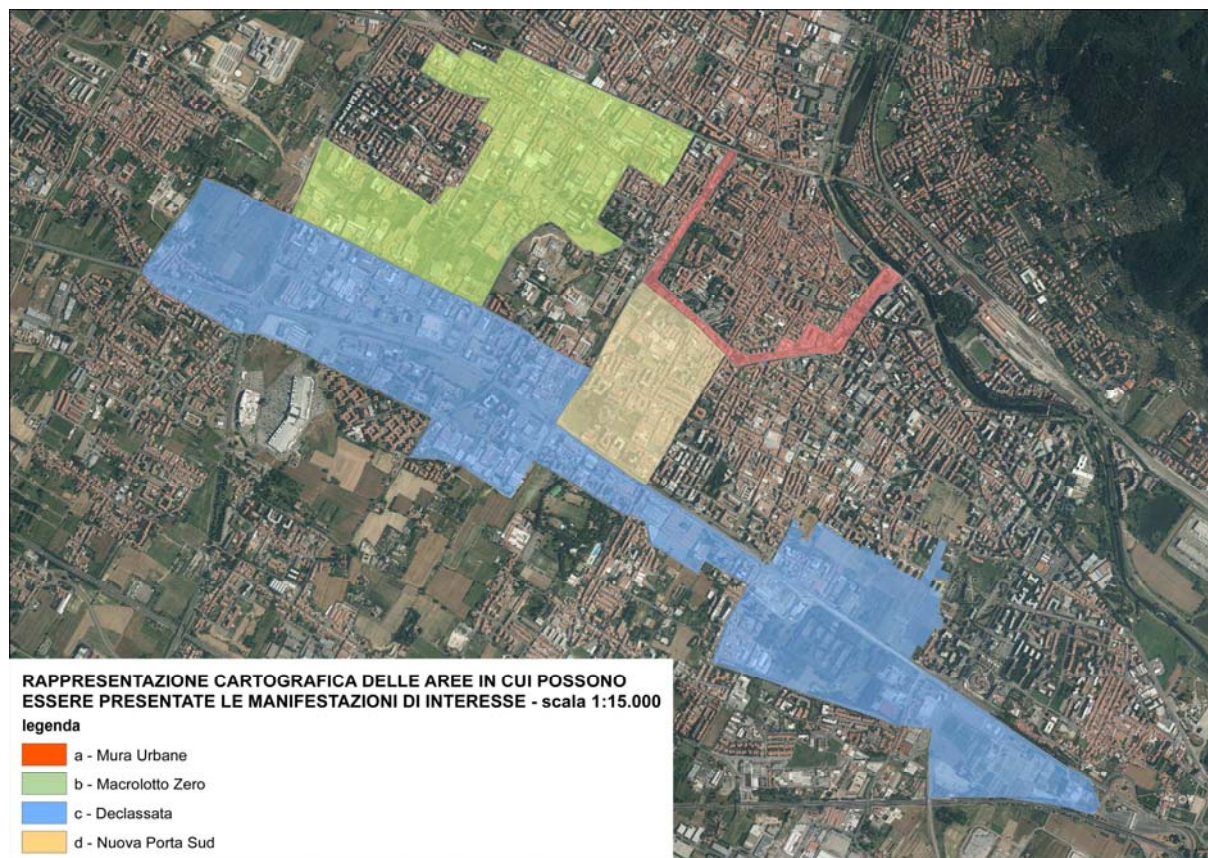 RAPPRESENTAZIONE CARTOGRAFICA DELLE AREE IN CUI POSSONO
ESSERE PRESENTATE LE MANIFESTAZIONI DI INTERESSE - scala 1:15.000
legenda
a - Mura Urbane
b - Macrolotto Zero
c - Declassata
d - Nuova Porta Sud